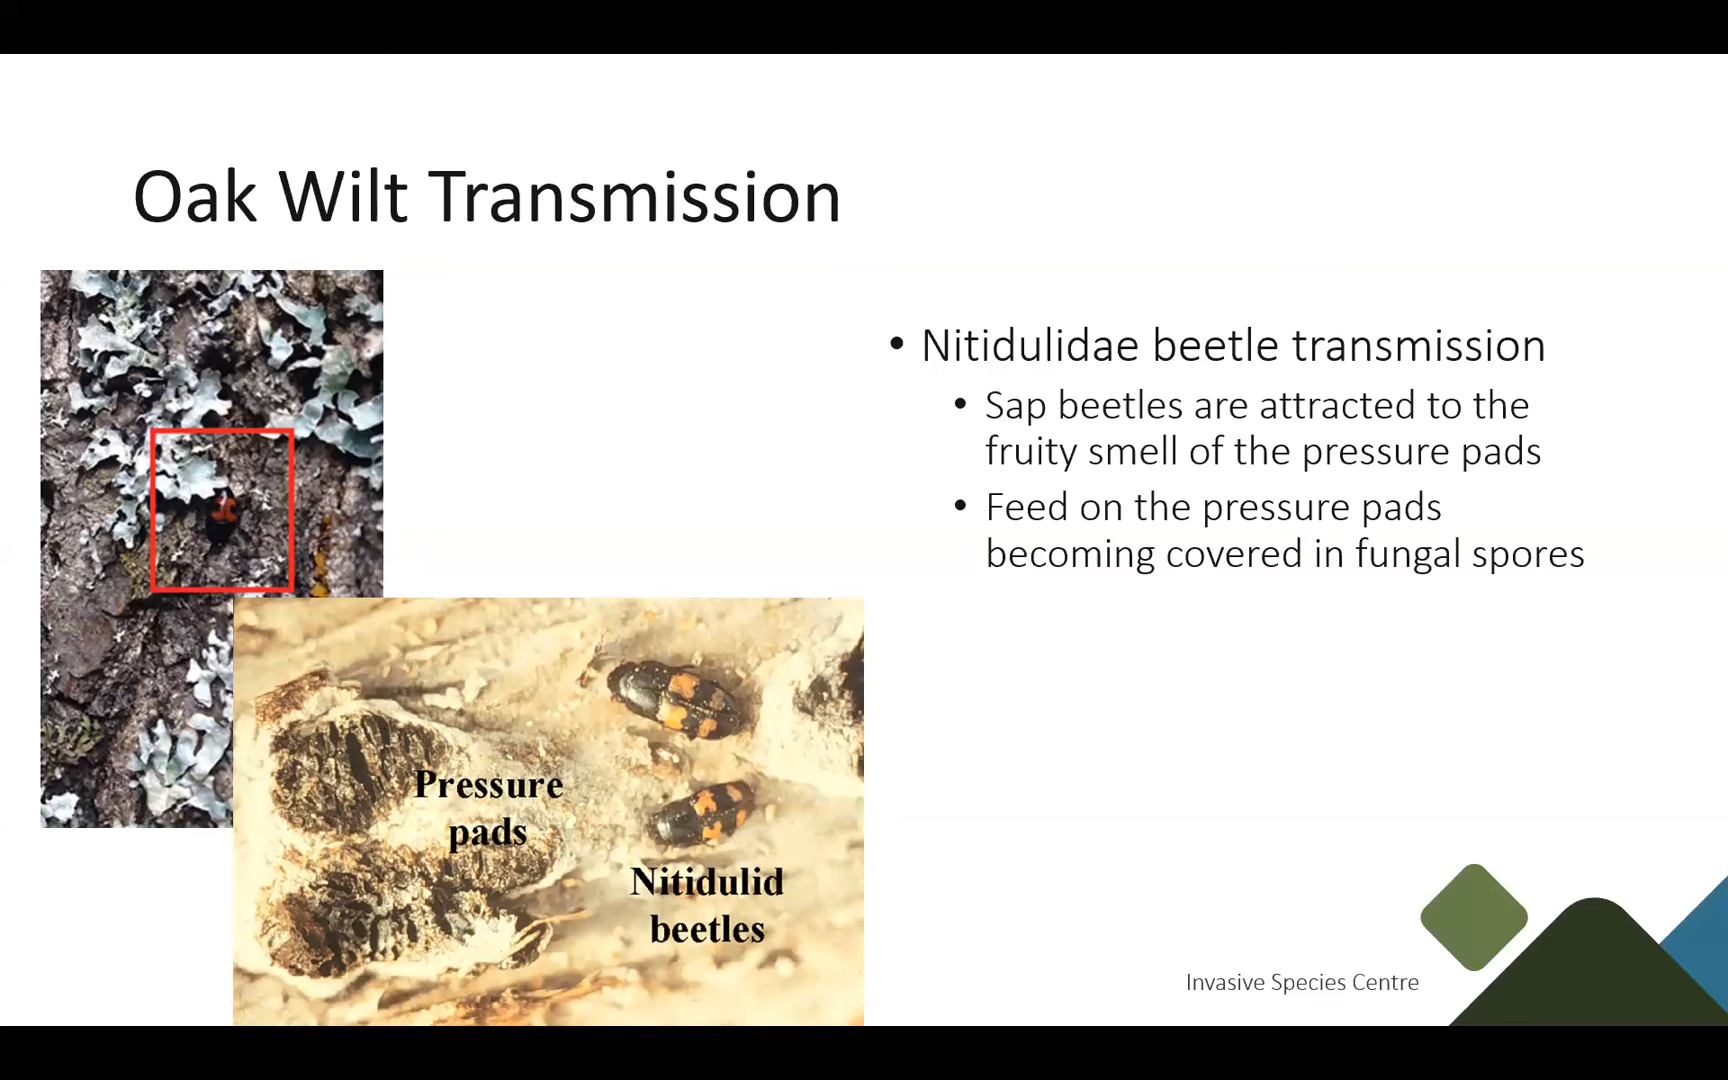 Oak Wilt Transmission
• Nitidulidae beetle transmission
• Sap beetles are attracted to the
fruity smell of the pressure pads
• Feed on the pressure pads
becoming covered in fungal spores
Pressure
pads
Nitidulid
beetles
Invasive Species Centre